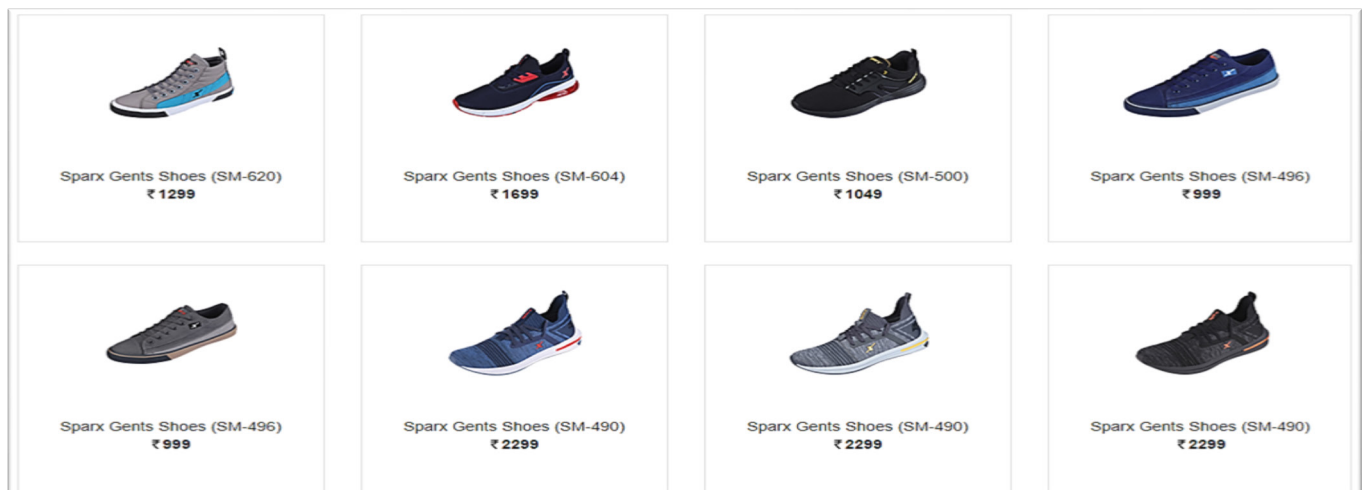 Sparx Gents Shoes (SM-620)
₹ 1299
Sparx Gents Shoes (SM-604)
₹ 1699
Sparx Gents Shoes (SM-500)
₹ 1049
Sparx Gents Shoes (SM-496)
₹ 999
Sparx Gents Shoes (SM-496)
₹ 999
Sparx Gents Shoes (SM-490)
₹ 2299
Sparx Gents Shoes (SM-490)
₹ 2299
Sparx Gents Shoes (SM-490)
₹ 2299